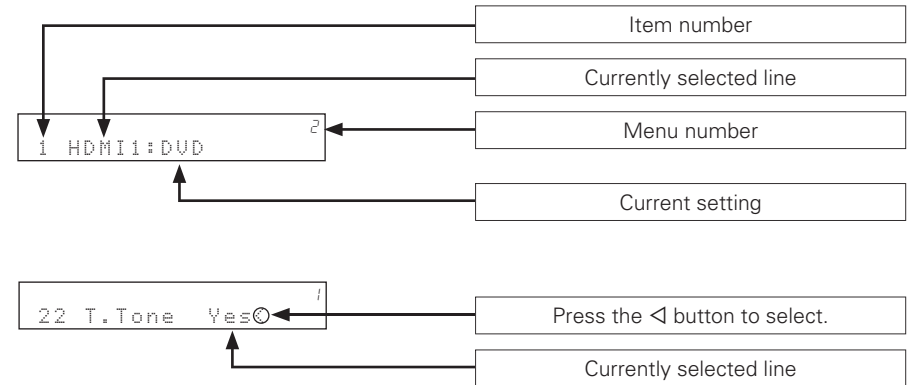 Item number
Currently selected line
2
Menu number
1 HDMI1:DVD
Current setting
1
22 T.Tone Yes
Press the ◁ button to select.
Currently selected line